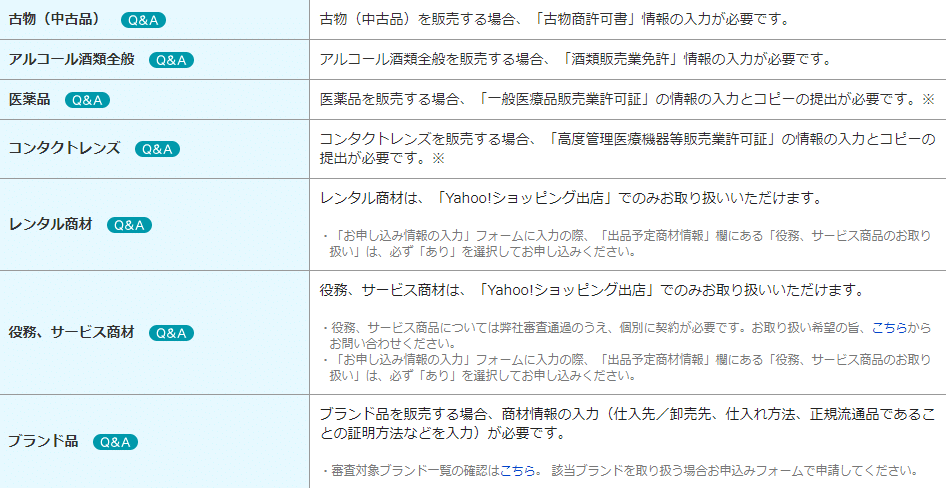 古物（中古品） Q&A
古物（中古品）を販売する場合、「古物商許可書」情報の入力が必要です。
アルコール酒類全般 Q&A
アルコール酒類全般を販売する場合、「酒類販売業免許」情報の入力が必要です。
医薬品 Q&A
医薬品を販売する場合、「一般医療品販売業許可証」の情報の入力とコピーの提出が必要です。※
コンタクトレンズ Q&A
コンタクトレンズを販売する場合、「高度管理医療機器等販売業許可証」の情報の入力とコピーの
提出が必要です。※
レンタル商材 Q&A
レンタル商材は、「Yahoo!ショッピング出店」でのみお取り扱いいただけます。
・「お申し込み情報の入力」フォームに入力の際、「出品予定商材情報」欄にある「役務、サービス商品のお取り
扱い」は、必ず「あり」を選択してお申し込みください。
役務、サービス商材 Q&A
役務、サービス商材は、「Yahoo!ショッピング出店」でのみお取り扱いいただけます。
・役務、サービス商品については弊社審査通過のうえ、個別に契約が必要です。お取り扱い希望の旨、こちらから
お問い合わせください。
・「お申し込み情報の入力」フォームに入力の際、「出品予定商材情報」欄にある「役務、サービス商品のお取り
扱い」は、必ず「あり」を選択してお申し込みください。
ブランド品 Q&A
ブランド品を販売する場合、商材情報の入力（仕入先／卸売先、仕入れ方法、正規流通品であるこ
との証明方法などを入力）が必要です。
・審査対象ブランド一覧の確認はこちら。 該当ブランドを取り扱う場合お申込みフォームで申請してください。